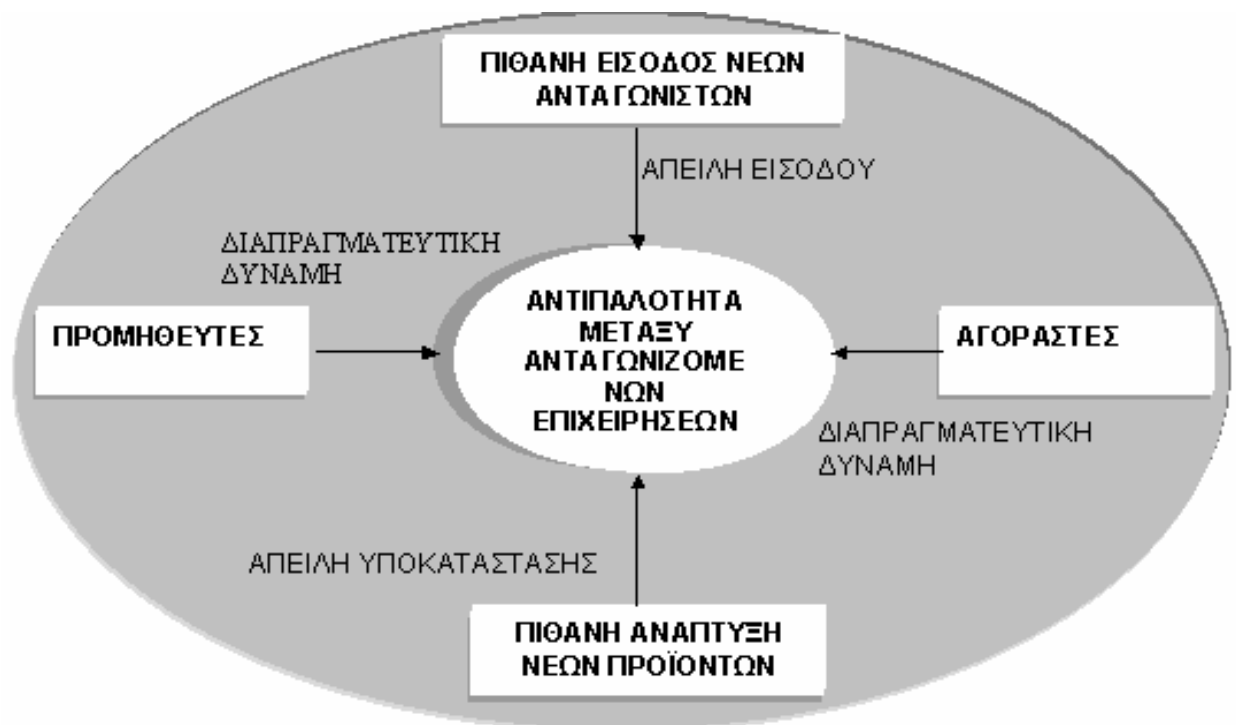 ΠΙΘΑΝΗ ΕΙΣΟΔΟΣ ΝΕΩΝ
ΑΝΤΑΓΩΝΙΣΤΩΝ
ΑΠΕΙΛΗ ΕΙΣΟΔΟΥ
ΔΙΑΠΡΑΓΜΑΤΕΥΤΙΚΗ
ΔΥΝΑΜΗ
ΠΡΟΜΗΘΕΥΤΕΣ
ΑΝΤΙΠΑΛΟΤΗΤΑ
ΜΕΤΑΞΥ
ΑΝΤΑΓΩΝΙΖΟΜΕ
ΝΩΝ
ΕΠΙΧΕΙΡΗΣΕΩΝ
ΑΓΟΡΑΣΤΕΣ
ΔΙΑΠΡΑΓΜΑΤΕΥΤΙΚΗ
ΔΥΝΑΜΗ
ΑΠΕΙΛΗ ΥΠΟΚΑΤΑΣΤΑΣΗΣ
ΠΙΘΑΝΗ ΑΝΑΠΤΥΞΗ
ΝΕΩΝ ΠΡΟΪΟΝΤΩΝ